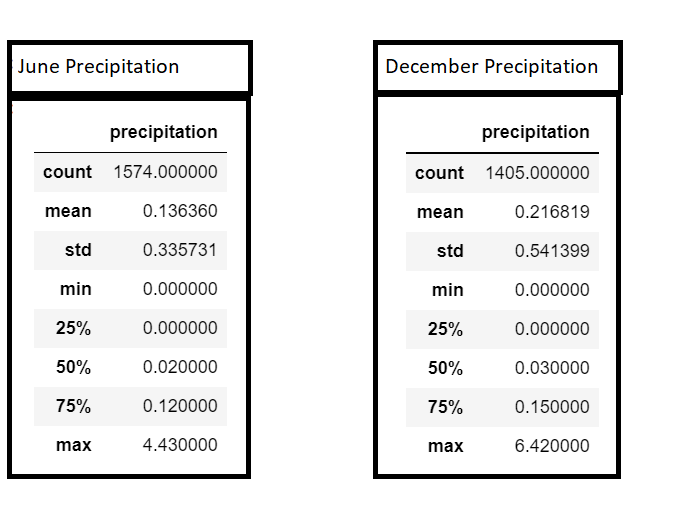 June Precipitation
precipitation
count 1574.000000
mean 0.136360
std 0.335731
min 0.000000
25% 0.000000
50% 0.020000
75% 0.120000
max 4.430000
December Precipitation
precipitation
count 1405.000000
mean 0.216819
std 0.541399
min 0.000000
25% 0.000000
50% 0.030000
75% 0.150000
max 6.420000